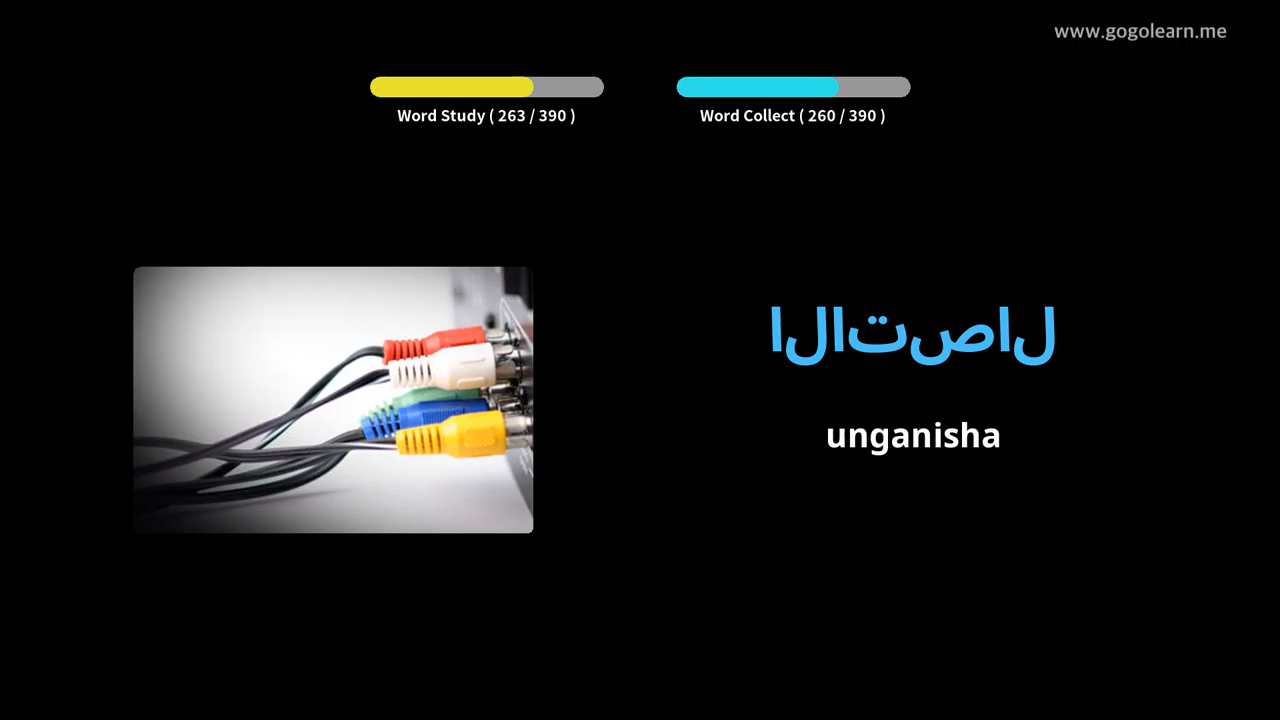 www.gogolearn.me
Word Study ( 263 / 390 )
Word Collect ( 260 / 390 )
الاتصال
unganisha